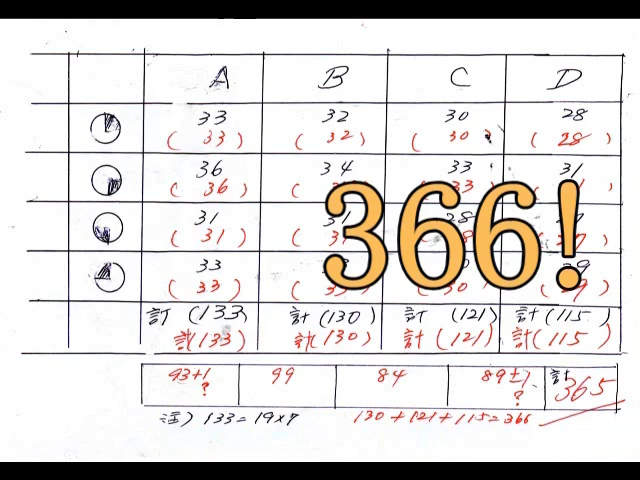 A B C D
33 32 30 28
(33) (32) (30) (28)
36 34 33 31
(36)
31 31 28
(31)
33
(33)
366!
計(133) 計(130) 計(121) 計(115)
計(133) 計(130) 計(121) 計(115)
93+1 99 84 89±1 計 365
? ?
注) 133=19×7 130+121+115=366